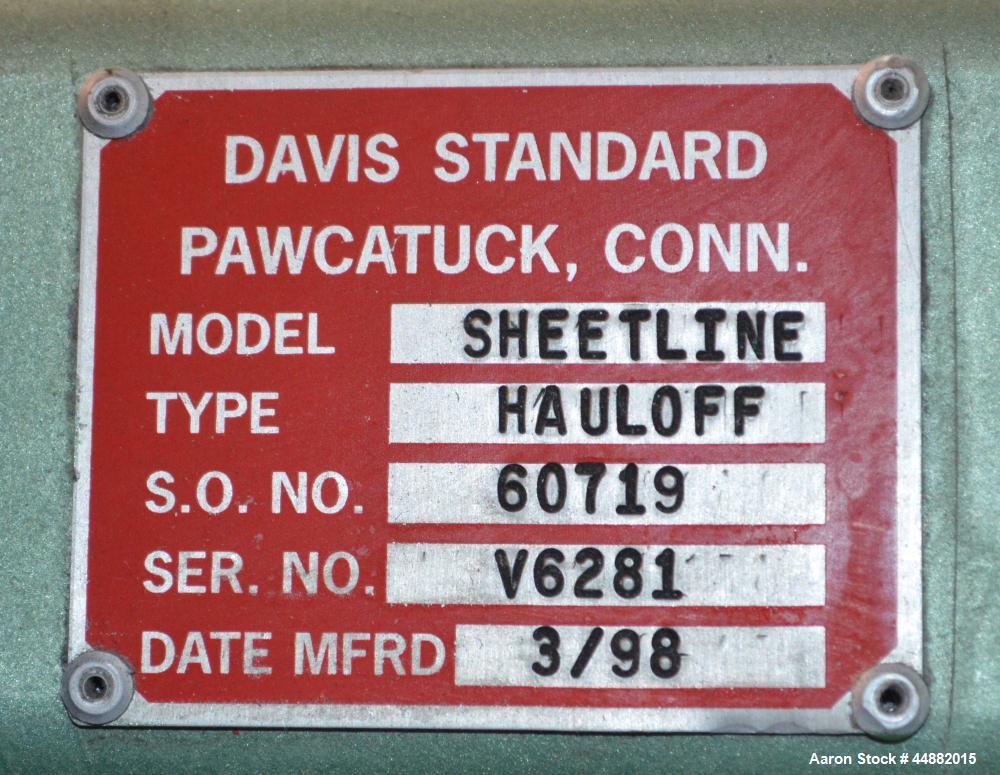 DAVIS STANDARD
PAWCATUCK, CONN.
MODEL SHEETLINE
TYPE HAULOFF
S.O. NO. 60719
SER. NO. V6281
DATE MFRD 3/98
Aaron Stock # 44882015